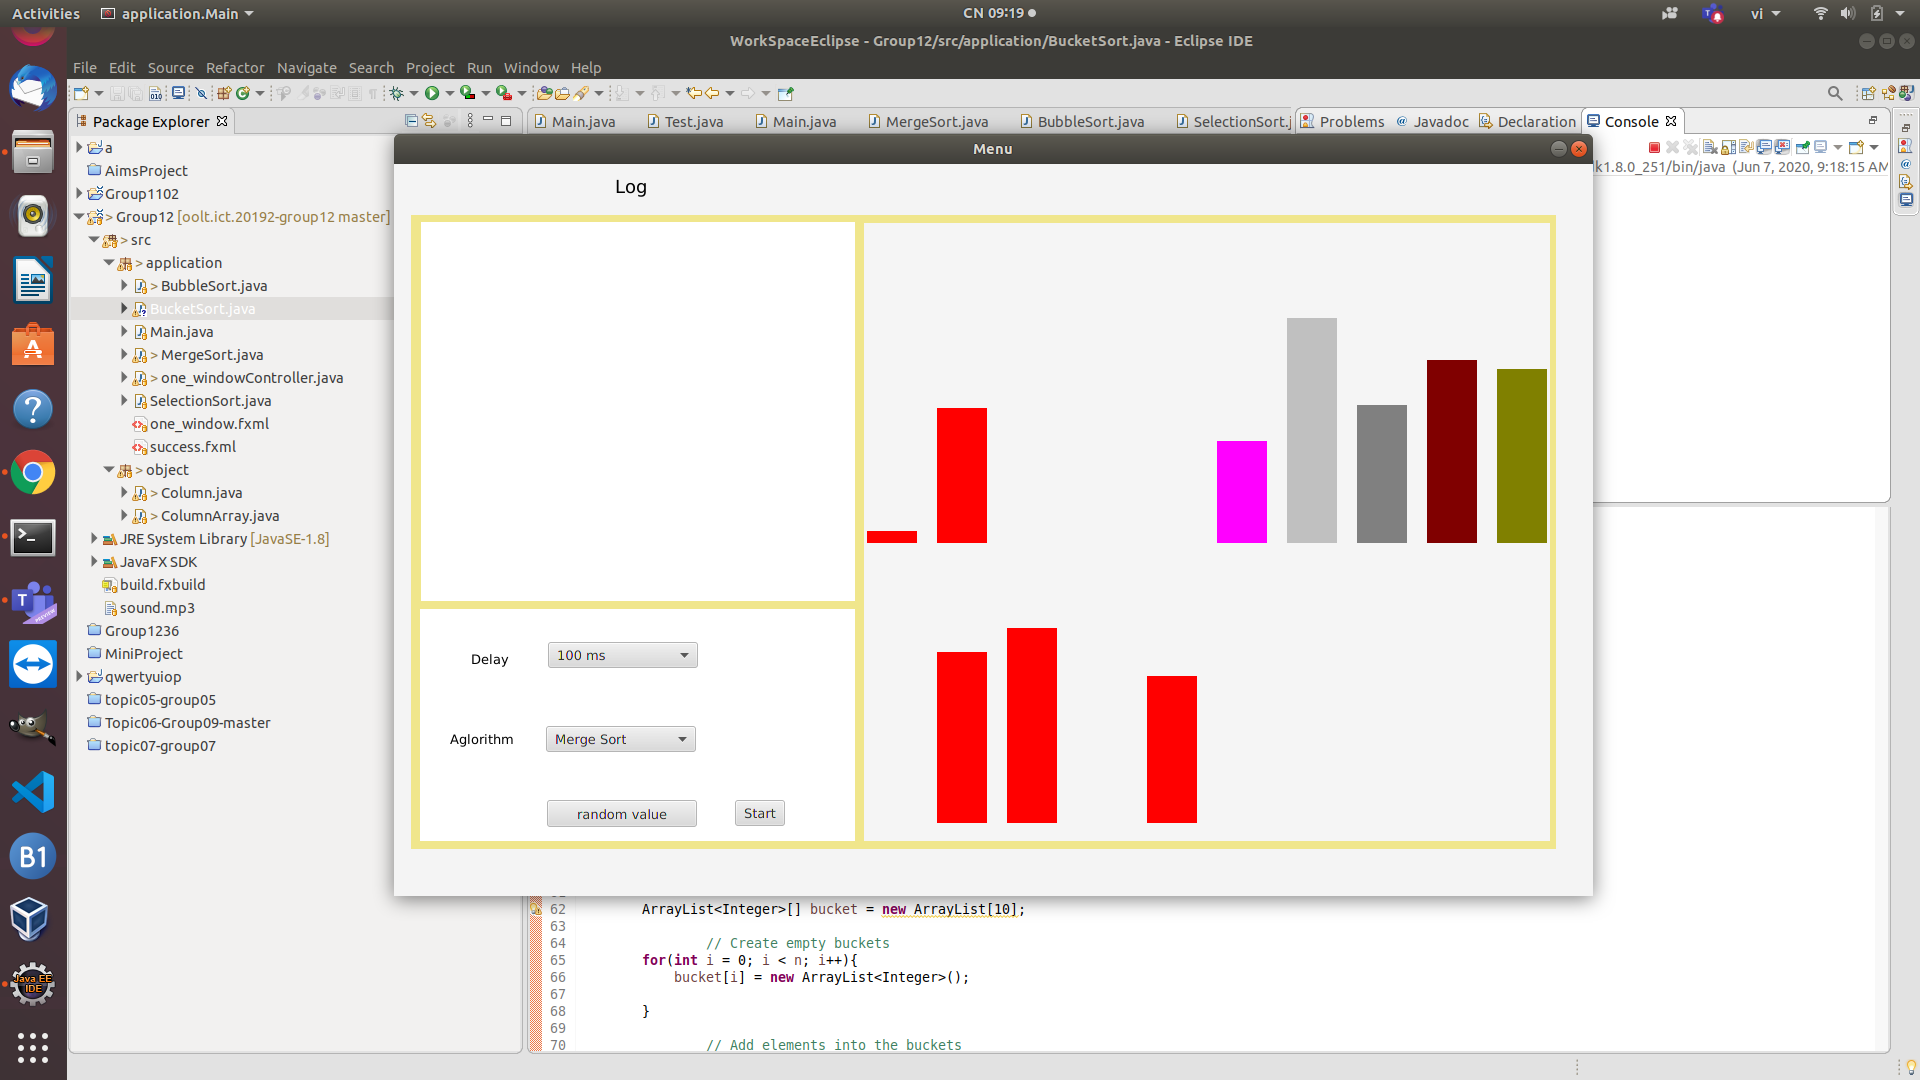 Activities application.Main CN 09:19 vi
WorkSpaceEclipse - Group12/src/application/BucketSort.java - Eclipse IDE
File Edit Source Refactor Navigate Search Project Run Window Help
Package Explorer Main.java Test.java Main.java MergeSort.java BubbleSort.java SelectionSort.j Problems Javadoc Declaration Console
Menu
k1.8.0_251/bin/java (Jun 7, 2020, 9:18:15 AM
a
AimsProject
Group1102
> Group12 [oolt.ict.20192-group12 master]
> src
> application
> BubbleSort.java
BucketSort.java
Main.java
> MergeSort.java
> one_windowController.java
SelectionSort.java
one_window.fxml
success.fxml
> object
> Column.java
> ColumnArray.java
JRE System Library [JavaSE-1.8]
JavaFX SDK
build.fxbuild
sound.mp3
Group1236
MiniProject
qwertyuiop
topic05-group05
Topic06-Group09-master
topic07-group07
Log
Delay 100 ms
Aglorithm Merge Sort
random value Start
62 ArrayList<Integer>[] bucket = new ArrayList[10];
63
64 // Create empty buckets
65 for(int i = 0; i < n; i++){
66 bucket[i] = new ArrayList<Integer>();
67
68 }
69
70 // Add elements into the buckets
B1
Java EE
IDE